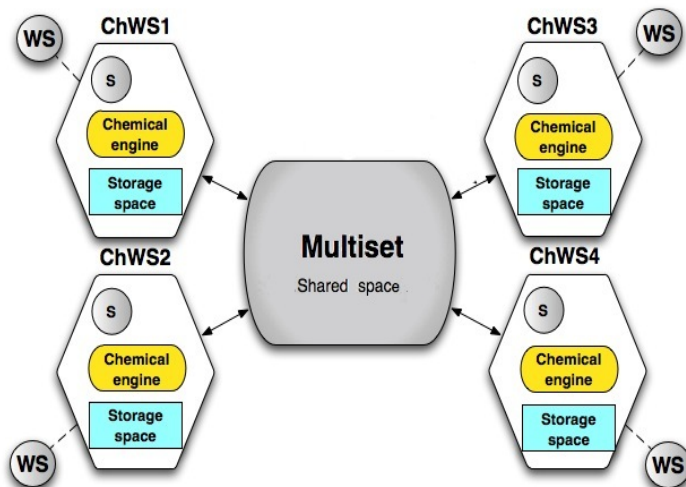 WS
ChWS1
S
Chemical
engine
Storage
space
ChWS3
WS
S
Chemical
engine
Storage
space
Multiset
Shared space
ChWS2
S
Chemical
engine
Storage
space
WS
ChWS4
S
Chemical
engine
Storage
space
WS